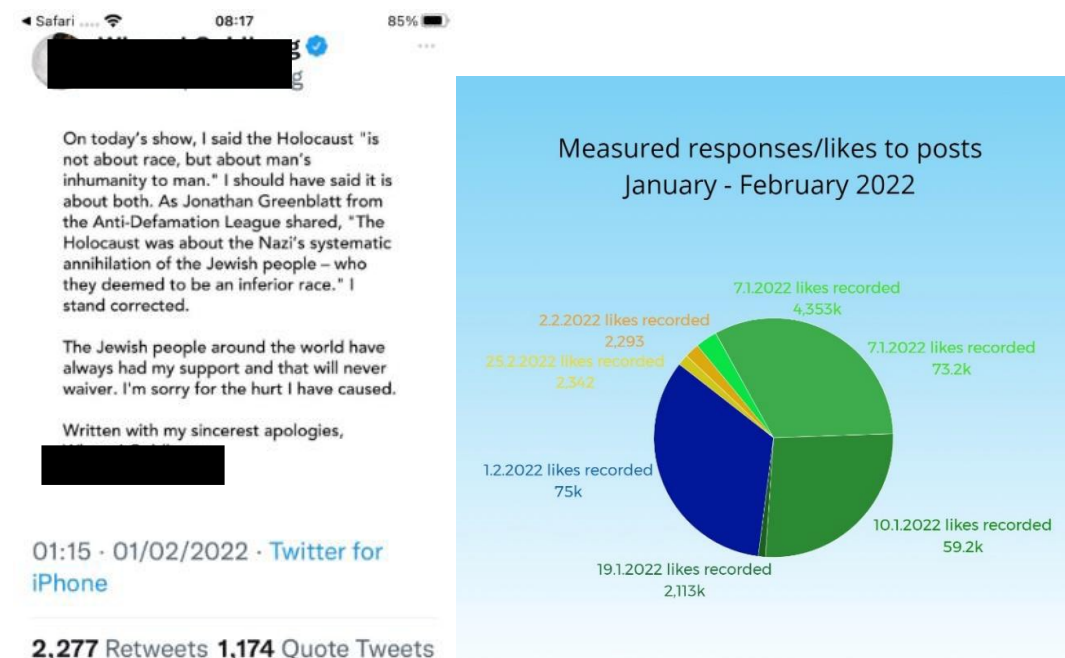 Safari .... 08:17 85%
On today's show, I said the Holocaust "is
not about race, but about man's
inhumanity to man." I should have said it is
about both. As Jonathan Greenblatt from
the Anti-Defamation League shared, "The
Holocaust was about the Nazi's systematic
annihilation of the Jewish people – who
they deemed to be an inferior race." I
stand corrected.
The Jewish people around the world have
always had my support and that will never
waiver. I'm sorry for the hurt I have caused.
Written with my sincerest apologies,
01:15 · 01/02/2022 · Twitter for
iPhone
2,277 Retweets 1,174 Quote Tweets
Measured responses/likes to posts
January - February 2022
7.1.2022 likes recorded
4,353k
2.2.2022 likes recorded
2,293
7.1.2022 likes recorded
73.2k
25.2.2022 likes recorded
2,342
1.2.2022 likes recorded
75k
10.1.2022 likes recorded
59.2k
19.1.2022 likes recorded
2,113k